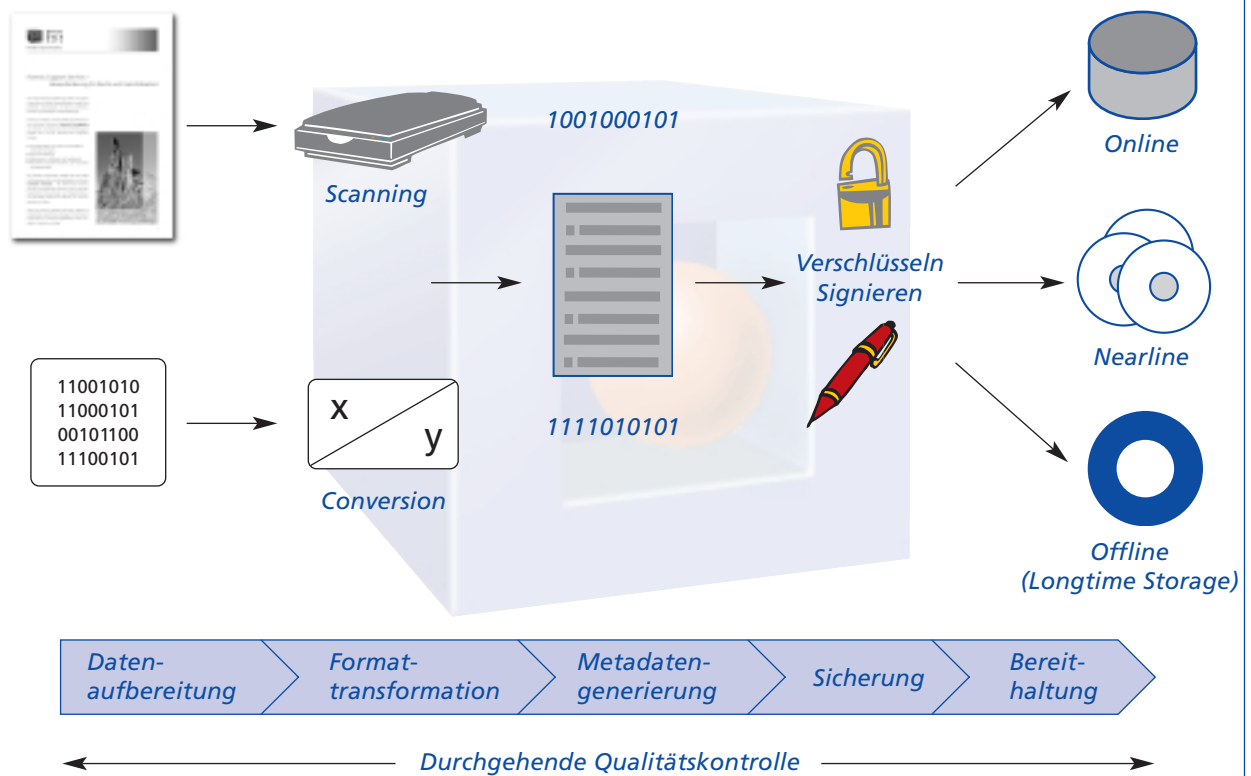 1001000101
Online
Scanning
Verschlüsseln
Signieren
Nearline
11001010
11000101
00101100
11100101
x
y
1111010101
Conversion
Offline
(Longtime Storage)
Daten-
aufbereitung
Format-
transformation
Metadaten-
generierung
Sicherung
Bereit-
haltung
Durchgehende Qualitätskontrolle